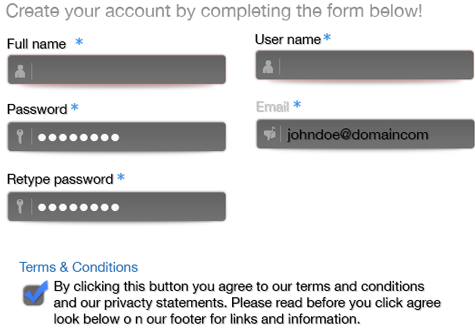 Create your account by completing the form below!
Full name *
User name *
Password *
Email *
johndoe@domaincom
Retype password *
Terms & Conditions
By clicking this button you agree to our terms and conditions
and our privacty statements. Please read before you click agree
look below o n our footer for links and information.